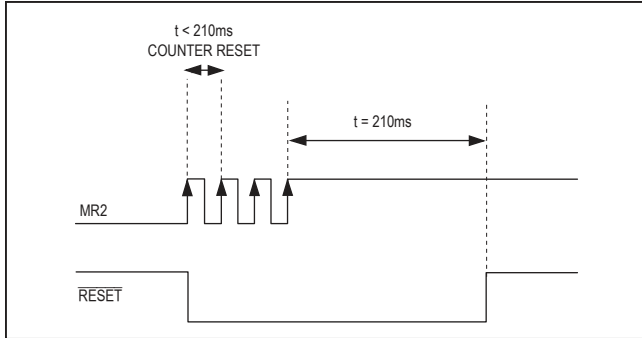 t < 210ms
COUNTER RESET
t = 210ms
MR2
RESET